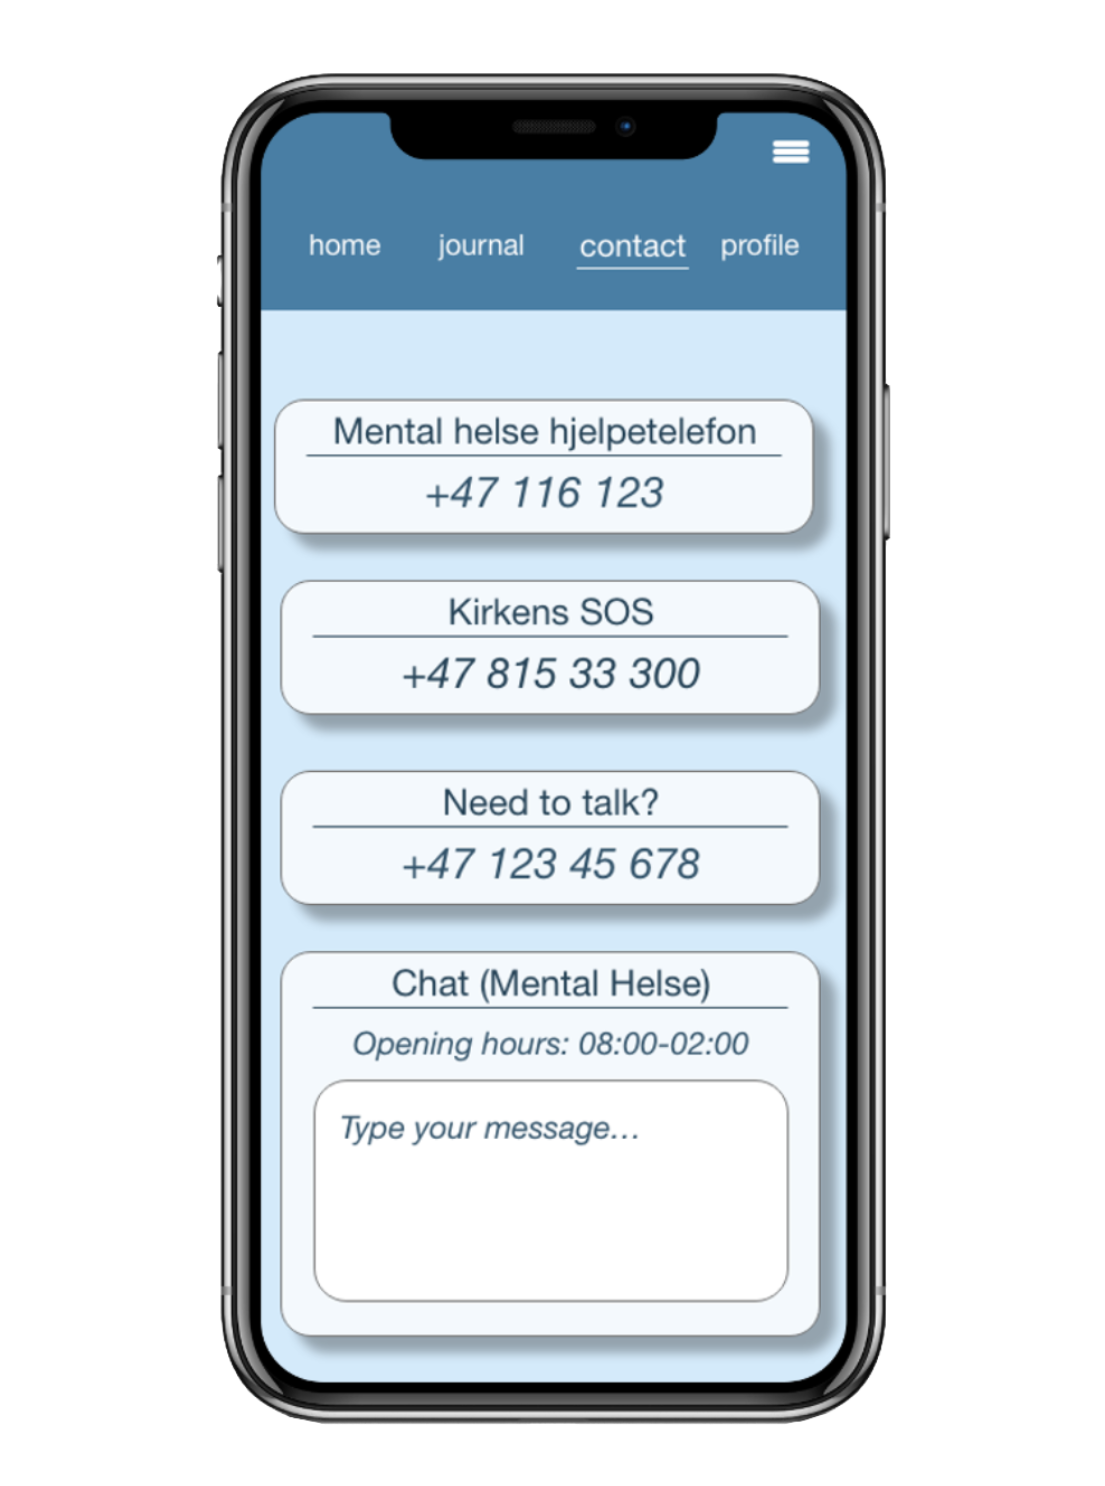 home journal contact profile
Mental helse hjelpetelefon
+47 116 123
Kirkens SOS
+47 815 33 300
Need to talk?
+47 123 45 678
Chat (Mental Helse)
Opening hours: 08:00-02:00
Type your message...